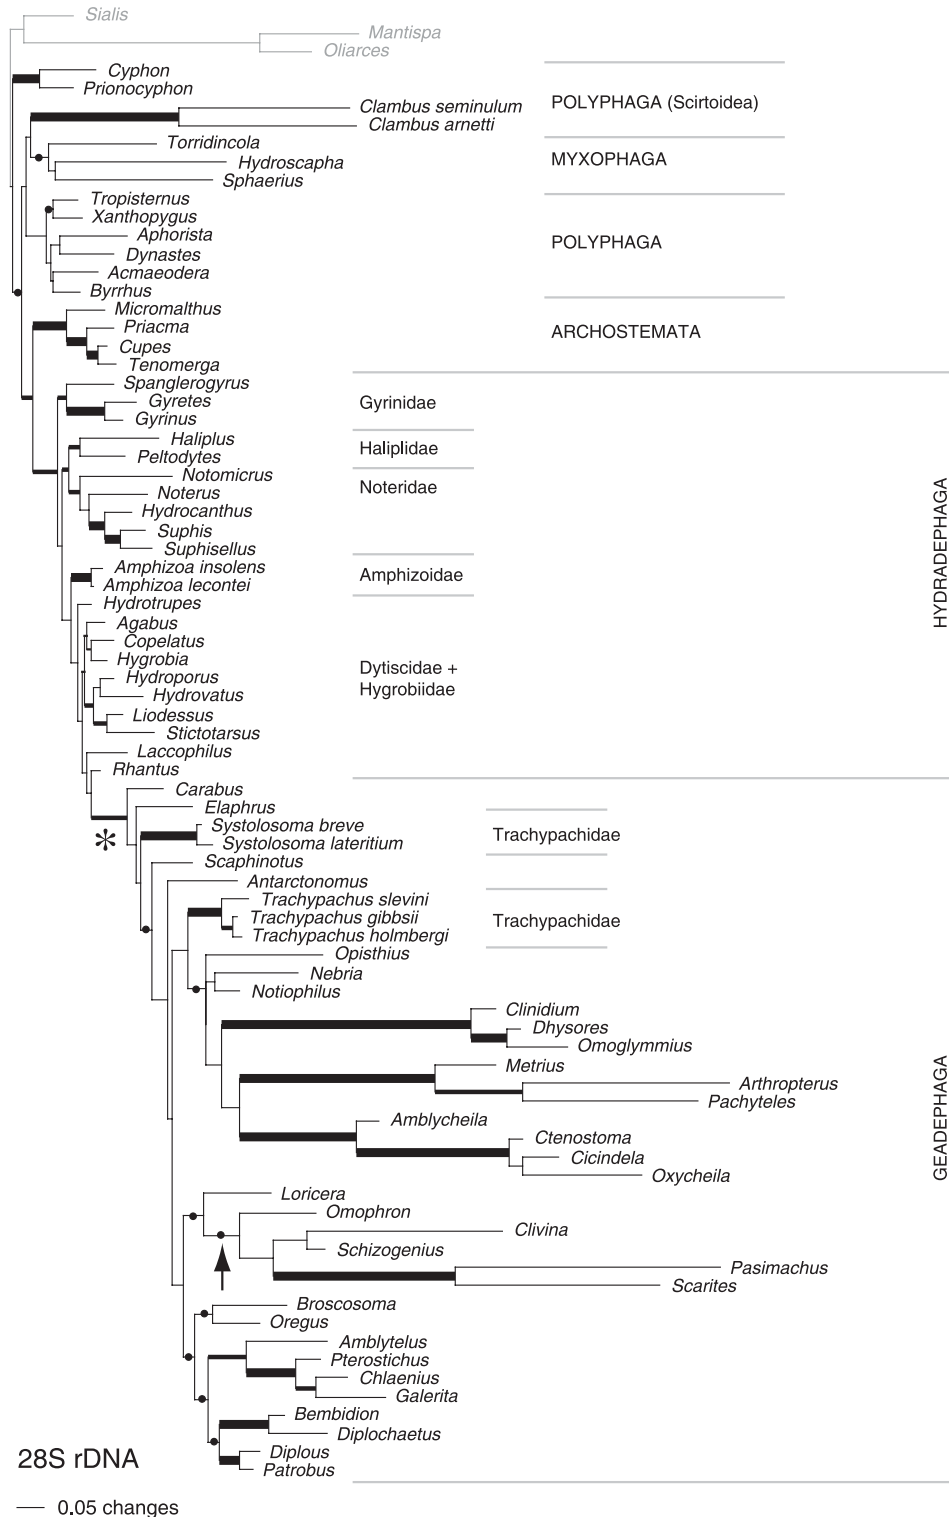 Sialis
Mantispa
Oliarces
Cyphon
Prionocyphon
Clambus seminulum
Clambus arnetti
POLYPHAGA (Scirtoidea)
Torridincola
Hydroscapha
Sphaerius
MYXOPHAGA
Tropisternus
Xanthopygus
Aphorista
Dynastes
Acmaeodera
Byrrhus
POLYPHAGA
Micromalthus
Priacma
Cupes
Tenomerga
ARCHOSTEMATA
Spanglerogyrus
Gyretes
Gyrinus
Gyrinidae
Haliplus
Peltodytes
Haliplidae
Notomicrus
Noterus
Hydrocanthus
Suphis
Suphisellus
Noteridae
Amphizoa insolens
Amphizoa lecontei
Amphizoidae
Hydrotrupes
Agabus
Copelatus
Hygrobia
Hydroporus
Hydrovatus
Liodessus
Stictotarsus
Laccophilus
Rhantus
Dytiscidae +
Hygrobiidae
HYDRADEPHAGA
Carabus
Elaphrus
Systolosoma breve
Systolosoma lateritium
Trachypachidae
*
Scaphinotus
Antarctonomus
Trachypachus slevini
Trachypachus gibbsii
Trachypachus holmbergi
Trachypachidae
Opisthius
Nebria
Notiophilus
Clinidium
Dhysores
Omoglymmius
Metrius
Arthropterus
Pachyteles
Amblycheila
Ctenostoma
Cicindela
Oxycheila
GEADEPHAGA
Loricera
Omophron
Clivina
Schizogenius
Pasimachus
Scarites
Broscosoma
Oregus
Amblytelus
Pterostichus
Chlaenius
Galerita
Bembidion
Diplochaetus
Diplous
Patrobus
28S rDNA
0.05 changes